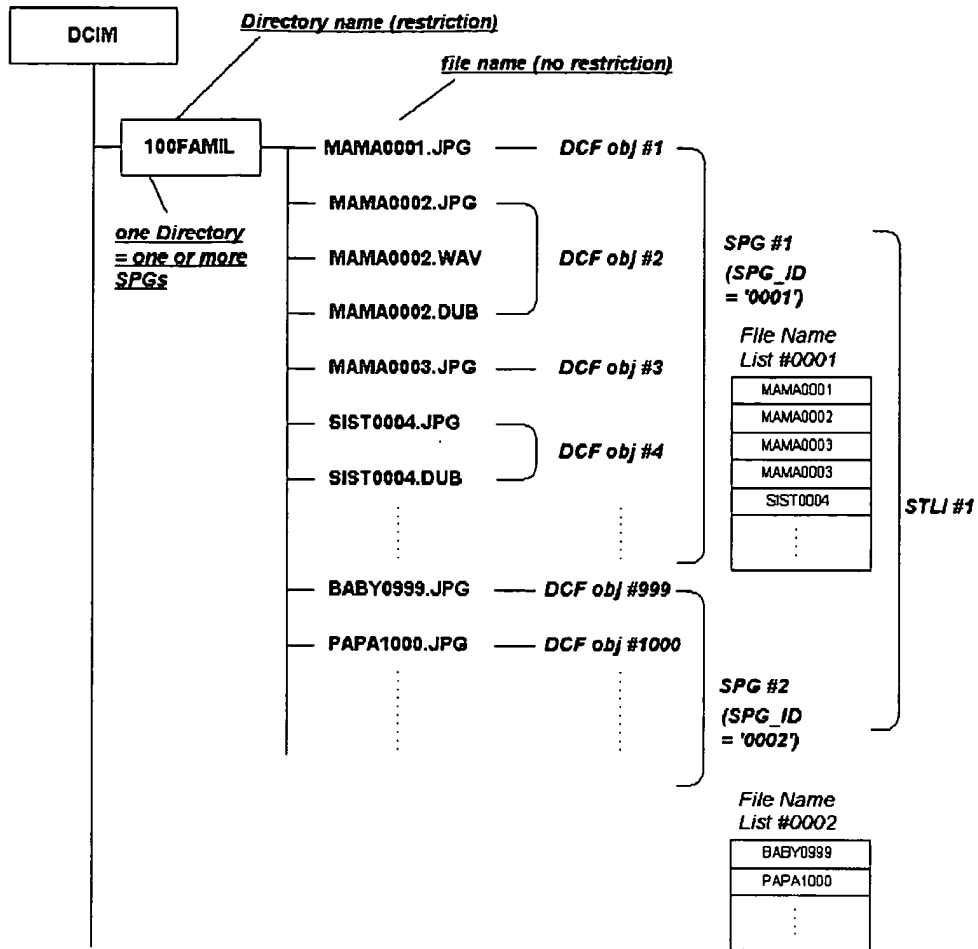 DCIM
Directory name (restriction)
file name (no restriction)
100FAMIL
one Directory
= one or more
SPGs
MAMA0001.JPG
DCF obj #1
MAMA0002.JPG
MAMA0002.WAV
DCF obj #2
MAMA0002.DUB
MAMA0003.JPG
DCF obj #3
SIST0004.JPG
DCF obj #4
SIST0004.DUB
BABY0999.JPG
DCF obj #999
PAPA1000.JPG
DCF obj #1000
SPG #1
(SPG_ID
= '0001')
File Name
List #0001
MAMA0001
MAMA0002
MAMA0003
MAMA0003
SIST0004
STLI #1
SPG #2
(SPG_ID
= '0002')
File Name
List #0002
BABY0999
PAPA1000